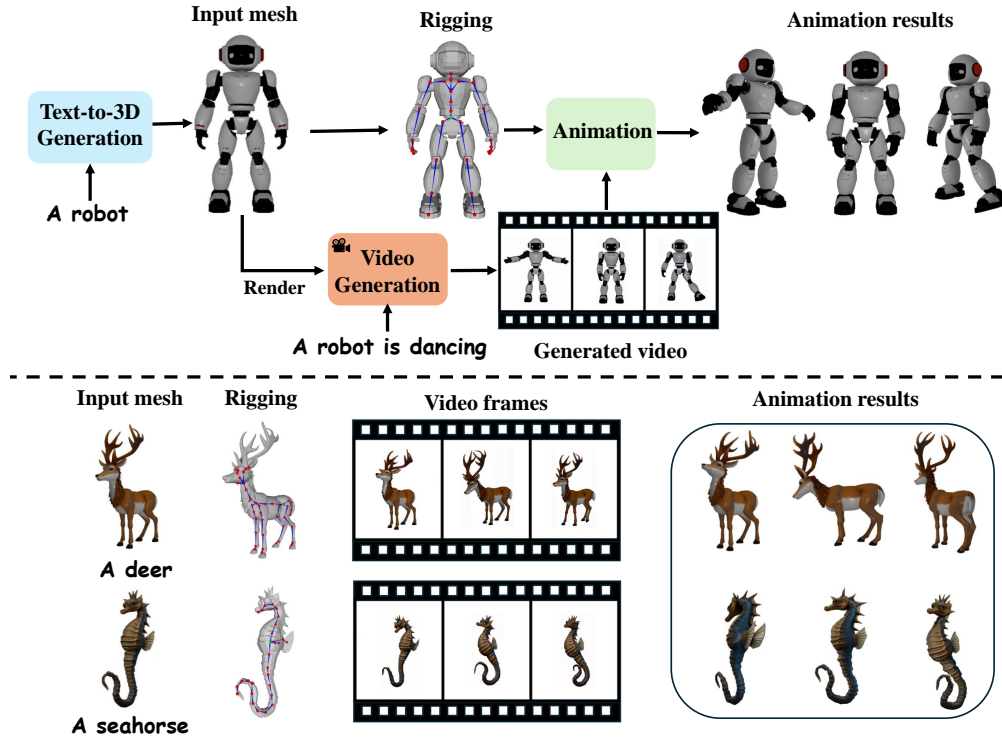 Input mesh
Rigging
Animation results
Text-to-3D
Generation
Animation
A robot
Render
Video
Generation
A robot is dancing
Generated video
Input mesh
Rigging
Video frames
Animation results
A deer
A seahorse